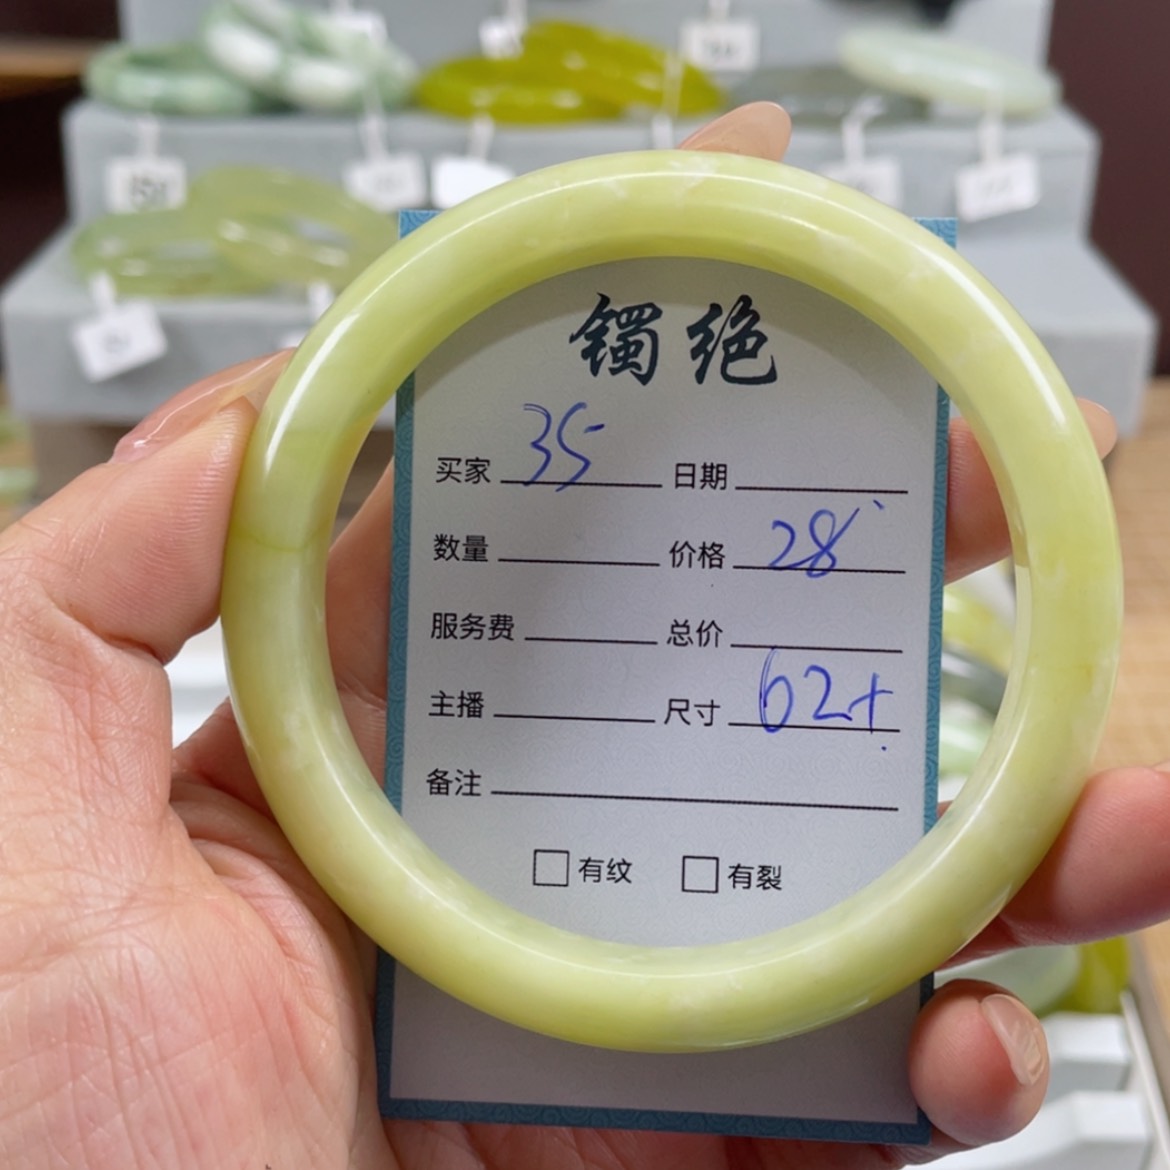 镯绝
买家 35 日期
数量 价格 28
服务费 总价
主播 尺寸 62+
备注
□有纹 □有裂